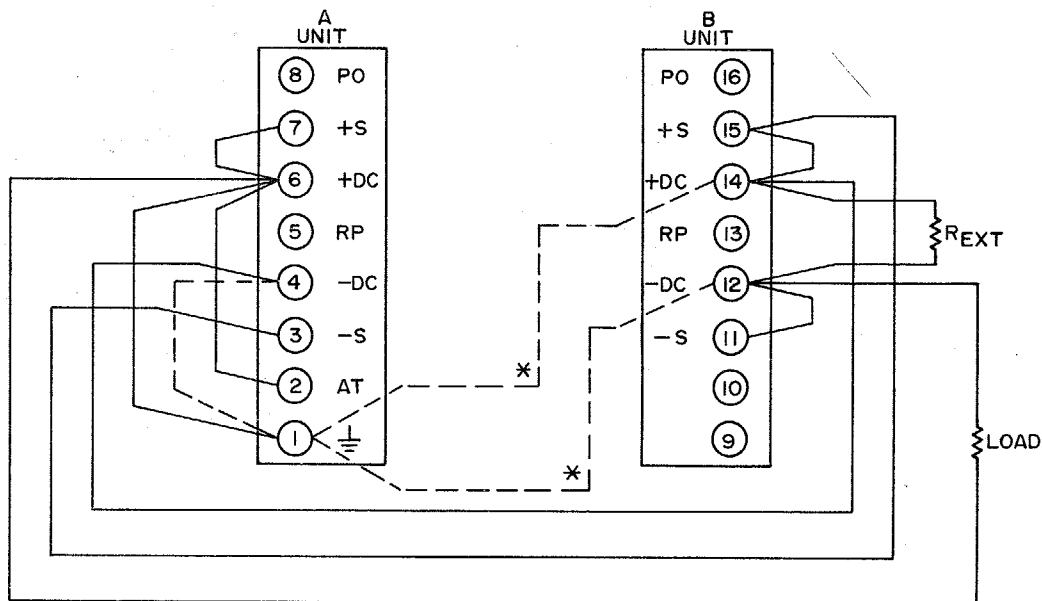 A
UNIT
8 PO
7 +S
6 +DC
5 RP
4 -DC
3 -S
2 AT
1
B
UNIT
PO 16
+S 15
+DC 14
RP 13
-DC 12
-S 11
10
9
REXT
LOAD
*
*